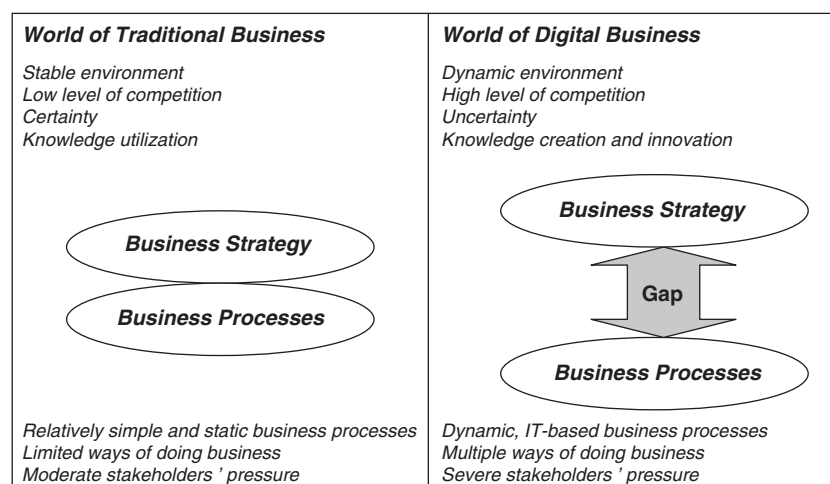 World of Traditional Business
Stable environment
Low level of competition
Certainty
Knowledge utilization
Business Strategy
Business Processes
Relatively simple and static business processes
Limited ways of doing business
Moderate stakeholders ' pressure
World of Digital Business
Dynamic environment
High level of competition
Uncertainty
Knowledge creation and innovation
Business Strategy
Gap
Business Processes
Dynamic, IT-based business processes
Multiple ways of doing business
Severe stakeholders ' pressure